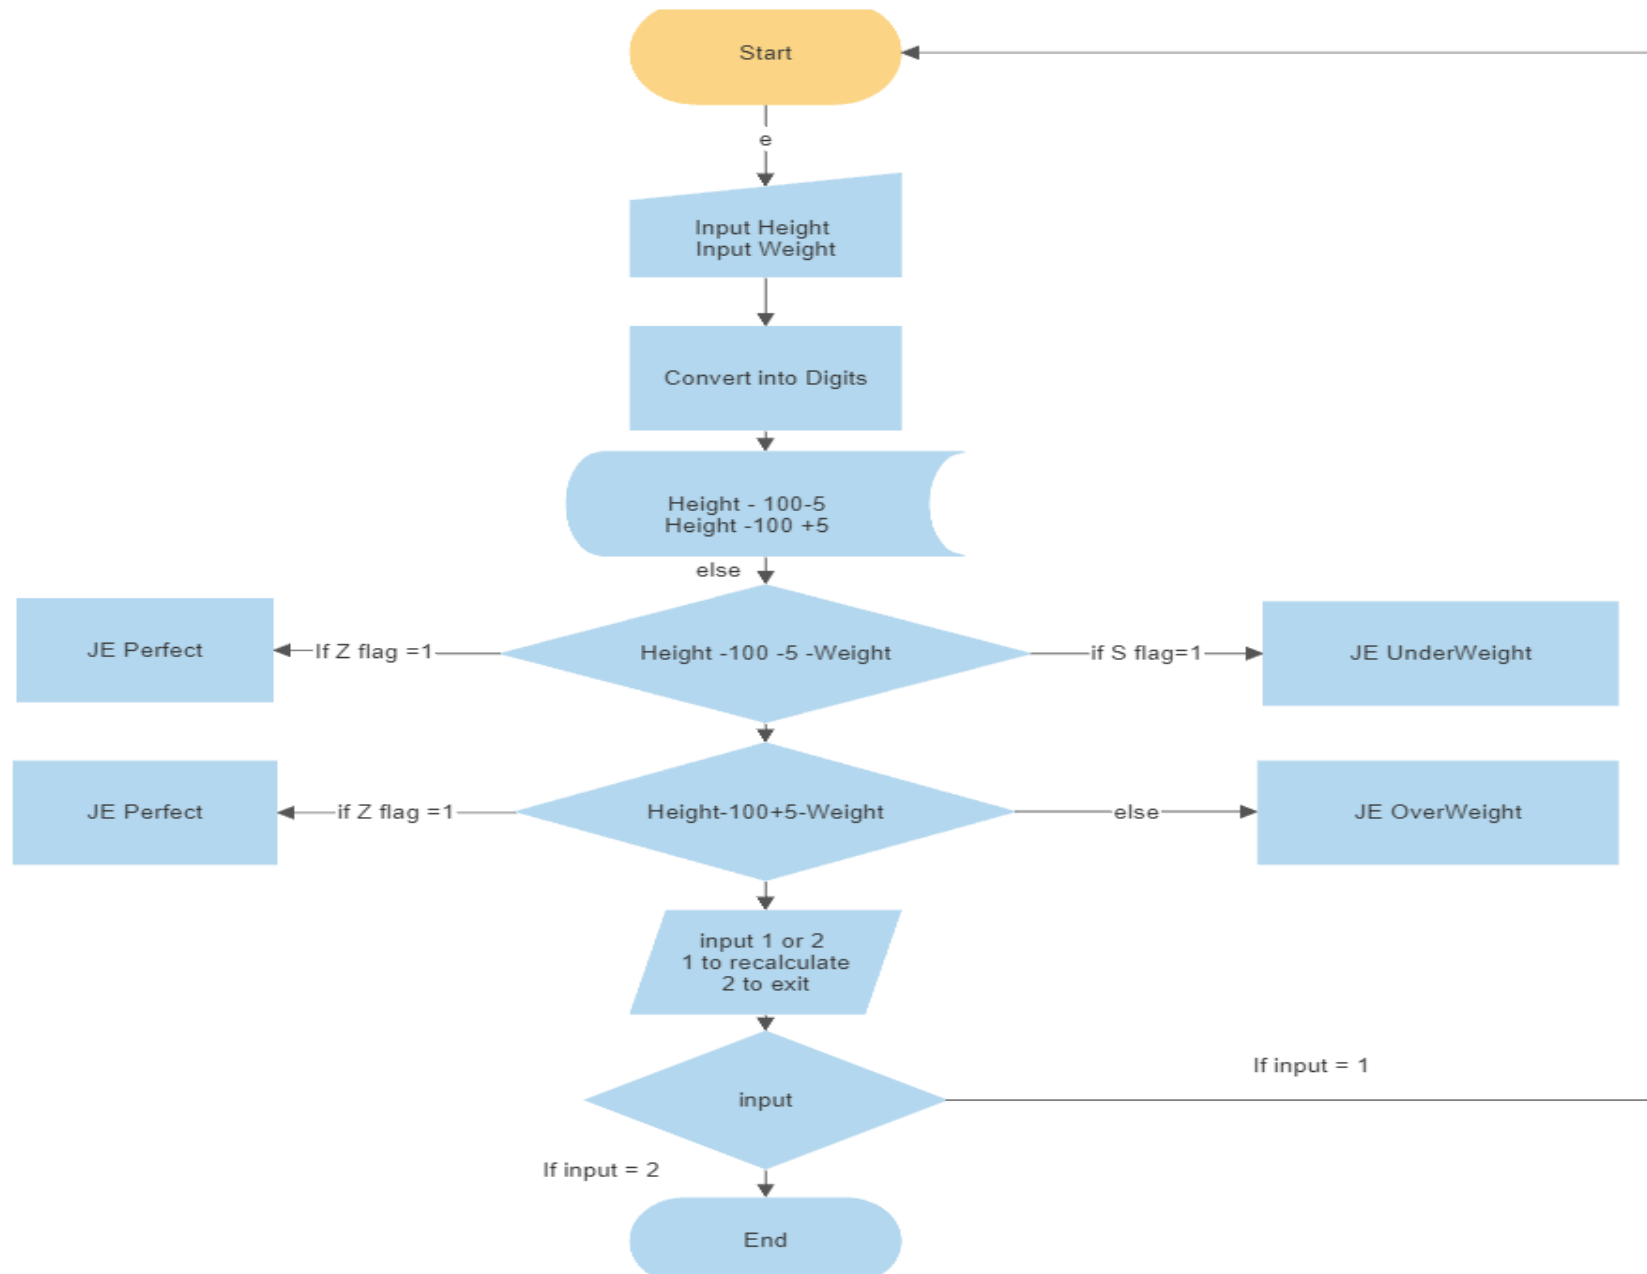 Start
e
Input Height
Input Weight
Convert into Digits
Height - 100-5
Height -100 +5
else
JE Perfect
If Z flag =1
Height -100 -5 -Weight
if S flag=1
JE UnderWeight
JE Perfect
if Z flag =1
Height-100+5-Weight
else
JE OverWeight
input 1 or 2
1 to recalculate
2 to exit
If input = 1
input
If input = 2
End